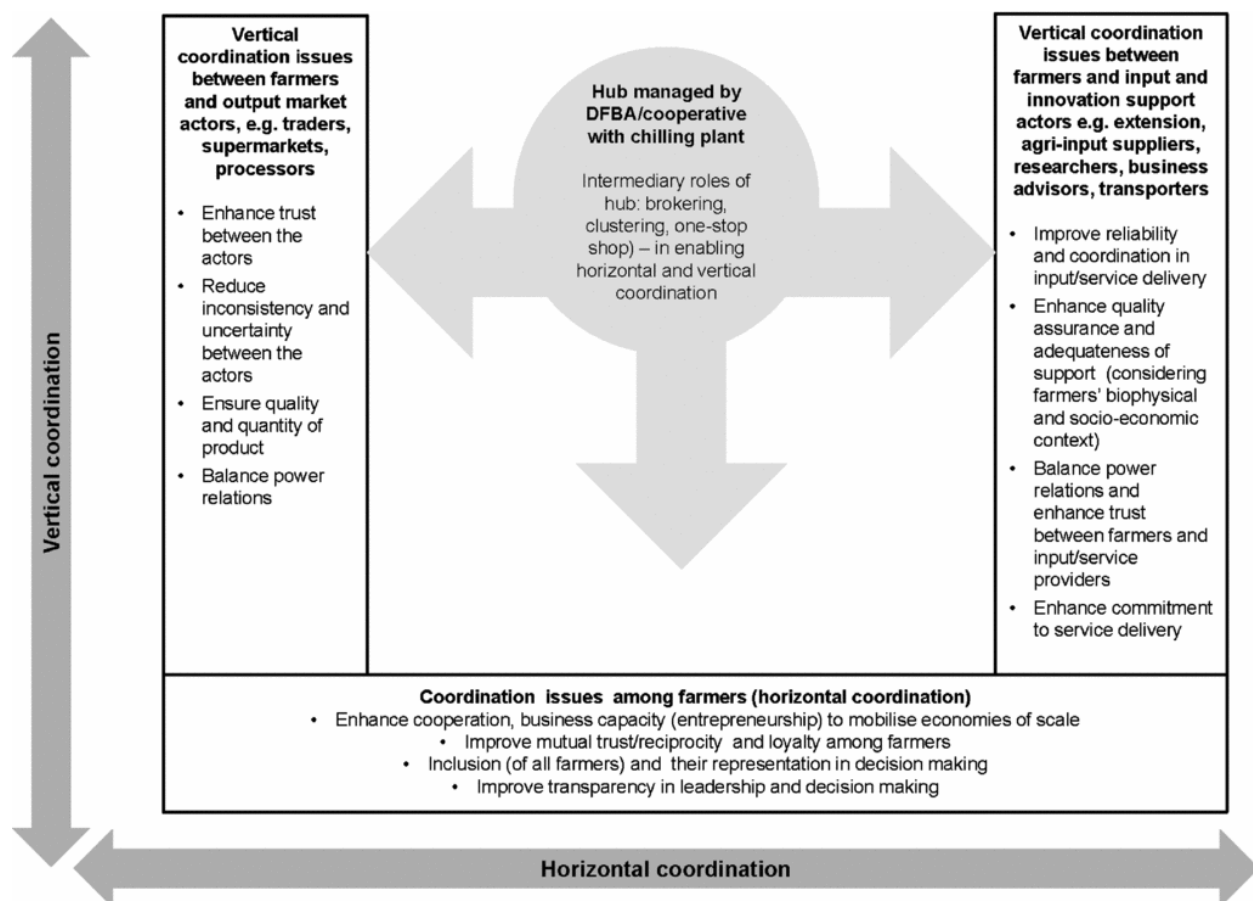 Vertical coordination
Vertical
coordination issues
between farmers
and output market
actors, e.g. traders,
supermarkets,
processors
• Enhance trust
between the
actors
• Reduce
inconsistency and
uncertainty
between the
actors
• Ensure quality
and quantity of
product
• Balance power
relations
Hub managed by
DFBA/cooperative
with chilling plant
Intermediary roles of
hub: brokering,
clustering, one-stop
shop) – in enabling
horizontal and vertical
coordination
Vertical coordination
issues between
farmers and input and
innovation support
actors e.g. extension,
agri-input suppliers,
researchers, business
advisors, transporters
• Improve reliability
and coordination in
input/service delivery
• Enhance quality
assurance and
adequateness of
support (considering
farmers' biophysical
and socio-economic
context)
• Balance power
relations and
enhance trust
between farmers and
input/service
providers
• Enhance commitment
to service delivery
Coordination issues among farmers (horizontal coordination)
• Enhance cooperation, business capacity (entrepreneurship) to mobilise economies of scale
• Improve mutual trust/reciprocity and loyalty among farmers
• Inclusion (of all farmers) and their representation in decision making
• Improve transparency in leadership and decision making
Horizontal coordination